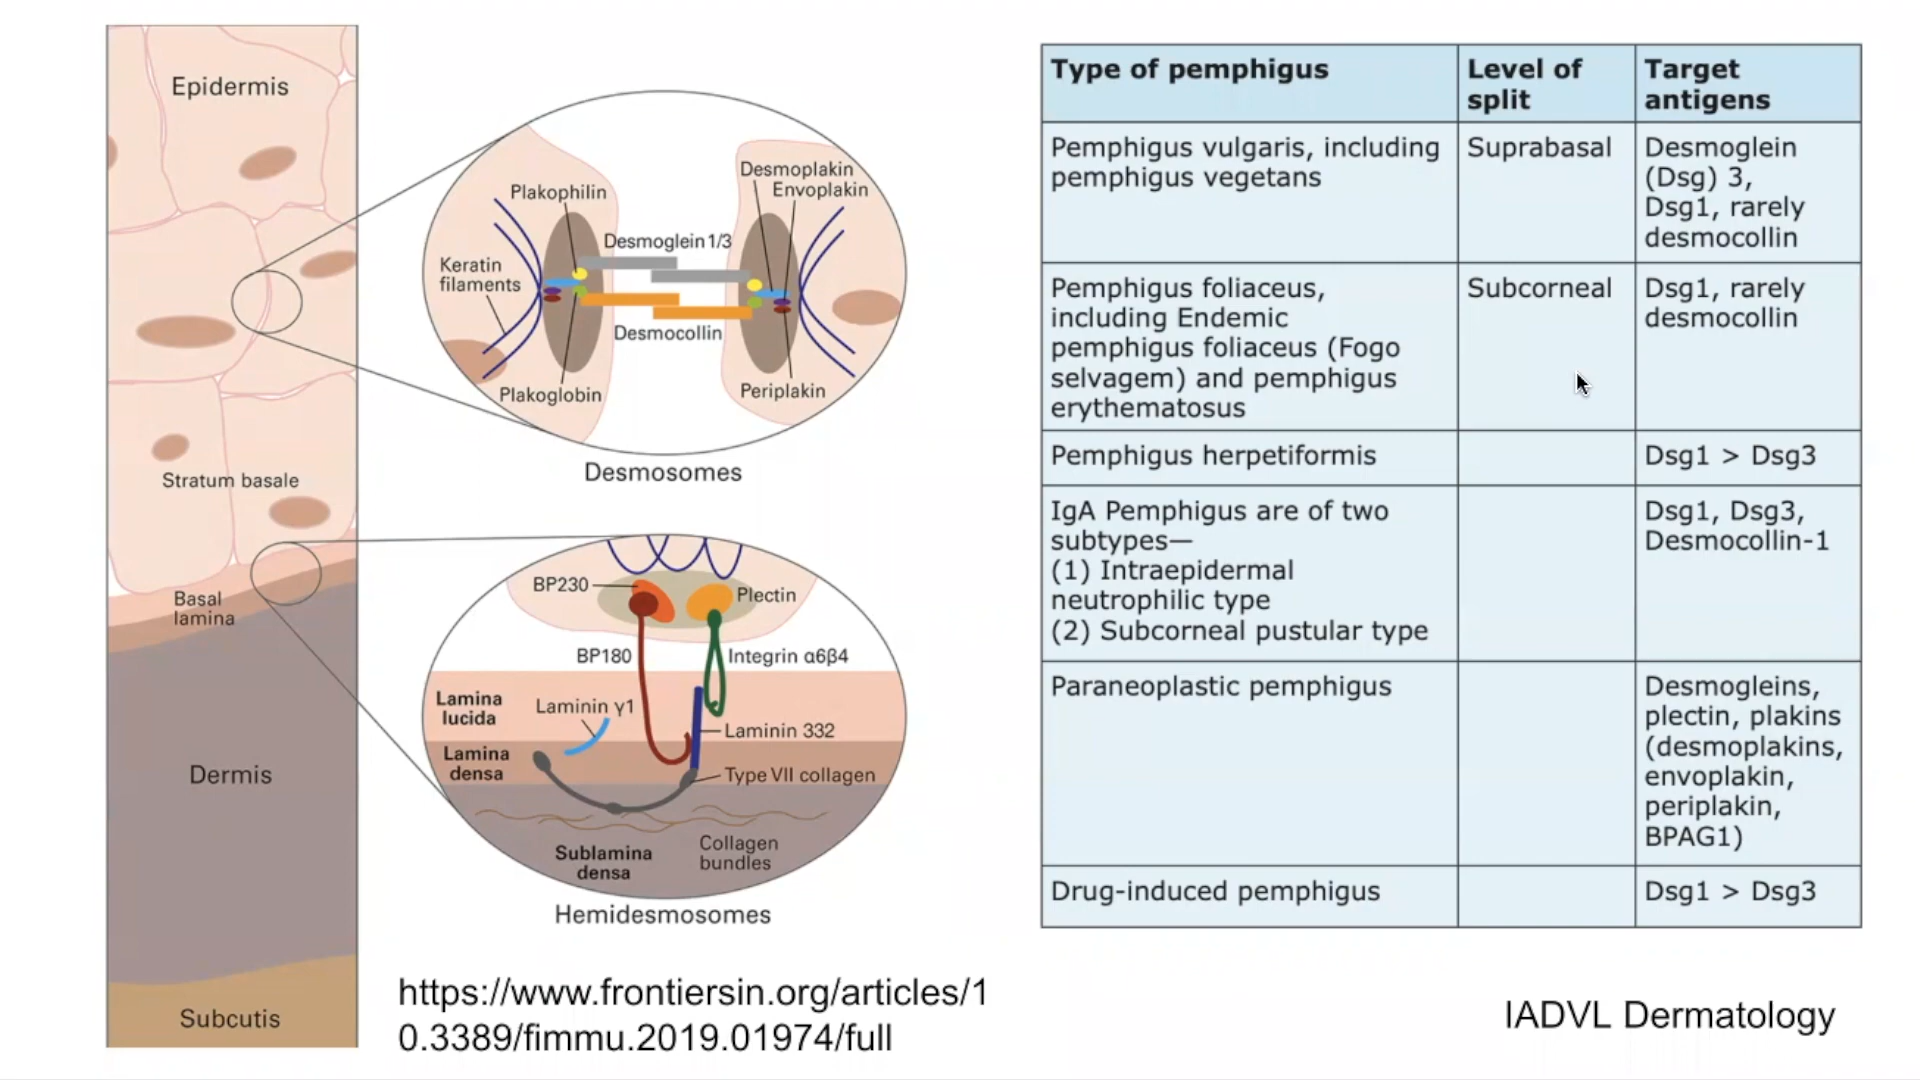 Epidermis
Stratum basale
Basal
lamina
Dermis
Subcutis
Plakophilin
Desmoplakin
Envoplakin
Desmoglein 1/3
Keratin
filaments
Desmocollin
Plakoglobin
Periplakin
Desmosomes
BP230
Plectin
BP180
Integrin α6β4
Lamina
lucida
Laminin γ1
Laminin 332
Lamina
densa
Type VII collagen
Collagen
bundles
Sublamina
densa
Hemidesmosomes
https://www.frontiersin.org/articles/1
0.3389/fimmu.2019.01974/full
Type of pemphigus
Level of
split
Target
antigens
Pemphigus vulgaris, including
pemphigus vegetans
Suprabasal
Desmoglein
(Dsg) 3,
Dsg1, rarely
desmocollin
Pemphigus foliaceus,
including Endemic
pemphigus foliaceus (Fogo
selvagem) and pemphigus
erythematosus
Subcorneal
Dsg1, rarely
desmocollin
Pemphigus herpetiformis
Dsg1 > Dsg3
IgA Pemphigus are of two
subtypes—
(1) Intraepidermal
neutrophilic type
(2) Subcorneal pustular type
Dsg1, Dsg3,
Desmocollin-1
Paraneoplastic pemphigus
Desmogleins,
plectin, plakins
(desmoplakins,
envoplakin,
periplakin,
BPAG1)
Drug-induced pemphigus
Dsg1 > Dsg3
IADVL Dermatology